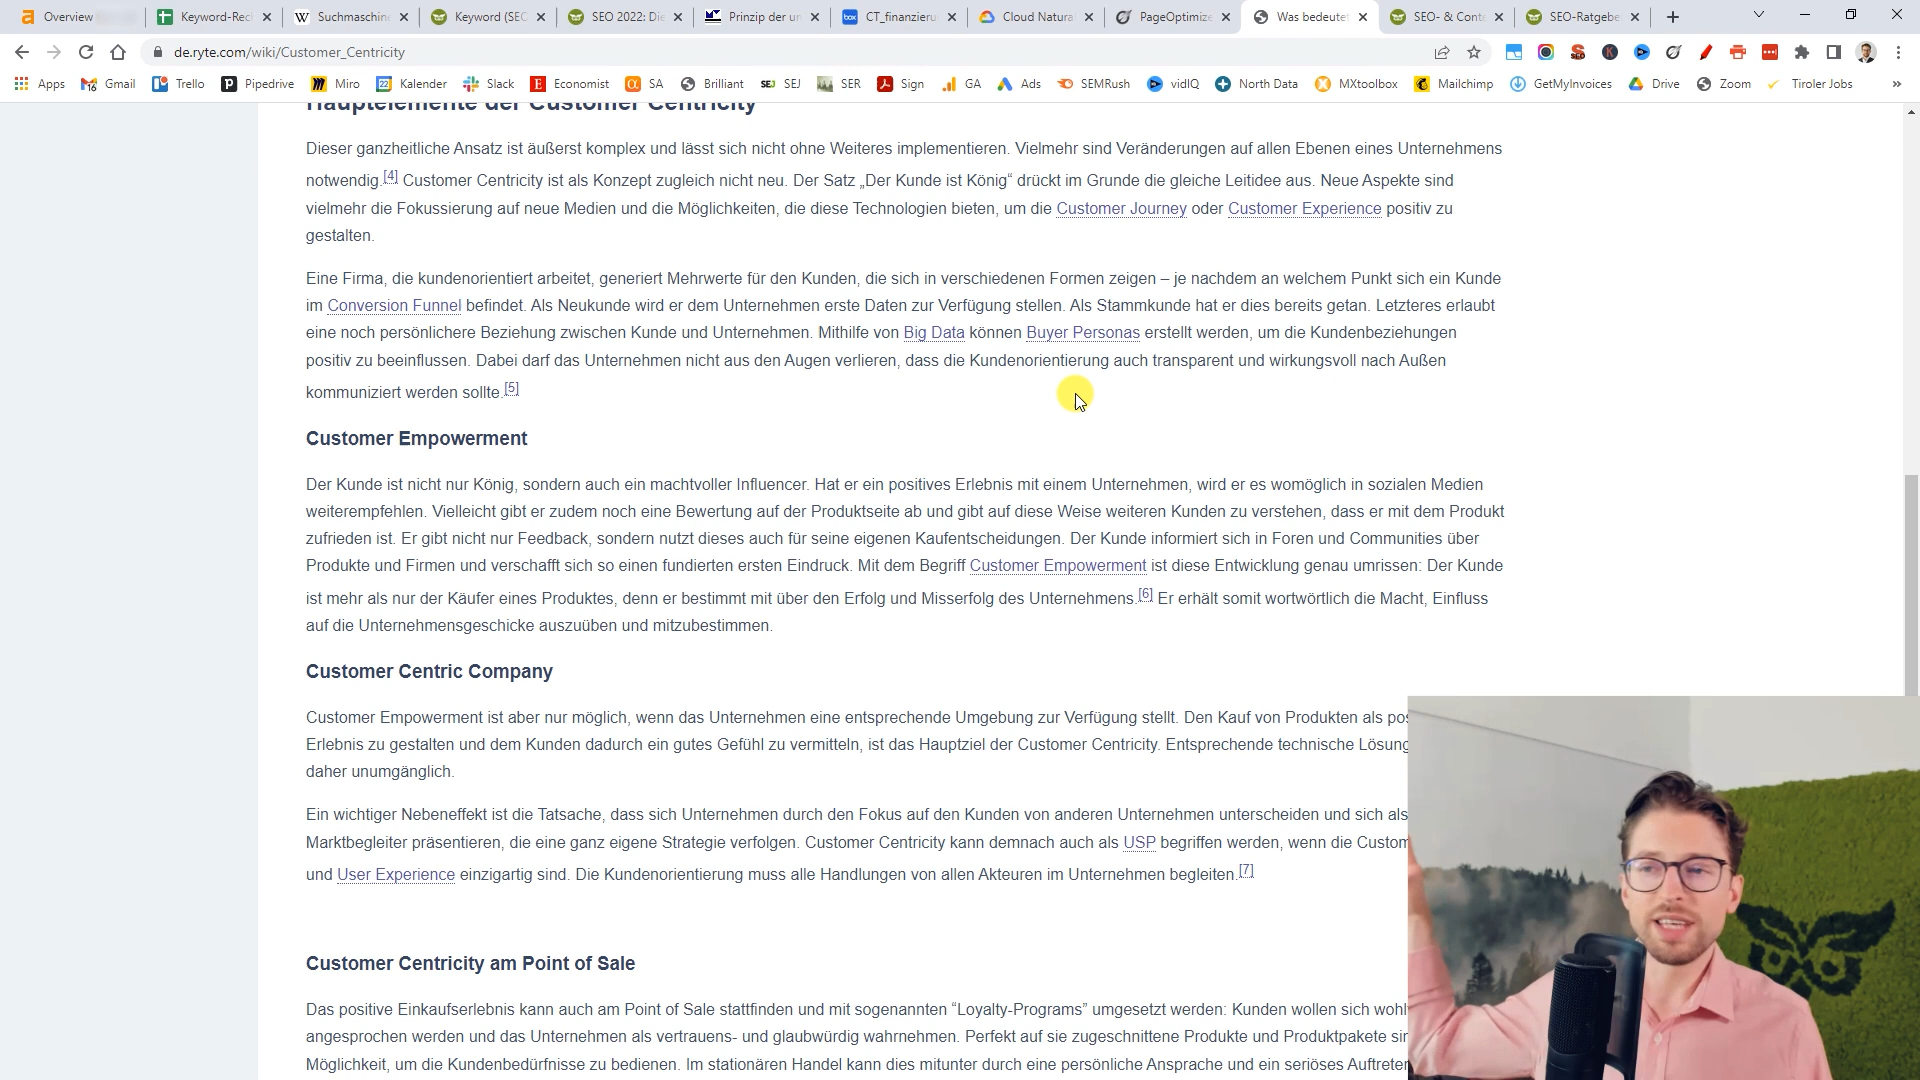 Overview
Keyword-Rec
Suchmaschine
Keyword (SEO
SEO 2022: Die
Prinzip der un
CT_finanzieru
Cloud Natural
PageOptimize
Was bedeutet
SEO- & Conte
SEO-Ratgebe
de.ryte.com/wiki/Customer_Centricity
Apps Gmail Trello Pipedrive Miro Kalender Slack Economist SA Brilliant SEJ SER Sign GA Ads SEMRush vidIQ North Data MXtoolbox Mailchimp GetMyInvoices Drive Zoom Tiroler Jobs »
Hauptelemente der Customer Centricity
Dieser ganzheitliche Ansatz ist äußerst komplex und lässt sich nicht ohne Weiteres implementieren. Vielmehr sind Veränderungen auf allen Ebenen eines Unternehmens
notwendig.[4] Customer Centricity ist als Konzept zugleich nicht neu. Der Satz „Der Kunde ist König“ drückt im Grunde die gleiche Leitidee aus. Neue Aspekte sind
vielmehr die Fokussierung auf neue Medien und die Möglichkeiten, die diese Technologien bieten, um die Customer Journey oder Customer Experience positiv zu
gestalten.
Eine Firma, die kundenorientiert arbeitet, generiert Mehrwerte für den Kunden, die sich in verschiedenen Formen zeigen – je nachdem an welchem Punkt sich ein Kunde
im Conversion Funnel befindet. Als Neukunde wird er dem Unternehmen erste Daten zur Verfügung stellen. Als Stammkunde hat er dies bereits getan. Letzteres erlaubt
eine noch persönlichere Beziehung zwischen Kunde und Unternehmen. Mithilfe von Big Data können Buyer Personas erstellt werden, um die Kundenbeziehungen
positiv zu beeinflussen. Dabei darf das Unternehmen nicht aus den Augen verlieren, dass die Kundenorientierung auch transparent und wirkungsvoll nach Außen
kommuniziert werden sollte.[5]
Customer Empowerment
Der Kunde ist nicht nur König, sondern auch ein machtvoller Influencer. Hat er ein positives Erlebnis mit einem Unternehmen, wird er es womöglich in sozialen Medien
weiterempfehlen. Vielleicht gibt er zudem noch eine Bewertung auf der Produktseite ab und gibt auf diese Weise weiteren Kunden zu verstehen, dass er mit dem Produkt
zufrieden ist. Er gibt nicht nur Feedback, sondern nutzt dieses auch für seine eigenen Kaufentscheidungen. Der Kunde informiert sich in Foren und Communities über
Produkte und Firmen und verschafft sich so einen fundierten ersten Eindruck. Mit dem Begriff Customer Empowerment ist diese Entwicklung genau umrissen: Der Kunde
ist mehr als nur der Käufer eines Produktes, denn er bestimmt mit über den Erfolg und Misserfolg des Unternehmens.[6] Er erhält somit wortwörtlich die Macht, Einfluss
auf die Unternehmensgeschicke auszuüben und mitzubestimmen.
Customer Centric Company
Customer Empowerment ist aber nur möglich, wenn das Unternehmen eine entsprechende Umgebung zur Verfügung stellt. Den Kauf von Produkten als pos
Erlebnis zu gestalten und dem Kunden dadurch ein gutes Gefühl zu vermitteln, ist das Hauptziel der Customer Centricity. Entsprechende technische Lösung
daher unumgänglich.
Ein wichtiger Nebeneffekt ist die Tatsache, dass sich Unternehmen durch den Fokus auf den Kunden von anderen Unternehmen unterscheiden und sich als
Marktbegleiter präsentieren, die eine ganz eigene Strategie verfolgen. Customer Centricity kann demnach auch als USP begriffen werden, wenn die Custom
und User Experience einzigartig sind. Die Kundenorientierung muss alle Handlungen von allen Akteuren im Unternehmen begleiten.[7]
Customer Centricity am Point of Sale
Das positive Einkaufserlebnis kann auch am Point of Sale stattfinden und mit sogenannten “Loyalty-Programs” umgesetzt werden: Kunden wollen sich wohl
angesprochen werden und das Unternehmen als vertrauens- und glaubwürdig wahrnehmen. Perfekt auf sie zugeschnittene Produkte und Produktpakete sin
Möglichkeit, um die Kundenbedürfnisse zu bedienen. Im stationären Handel kann dies mitunter durch eine persönliche Ansprache und ein seriöses Auftreten